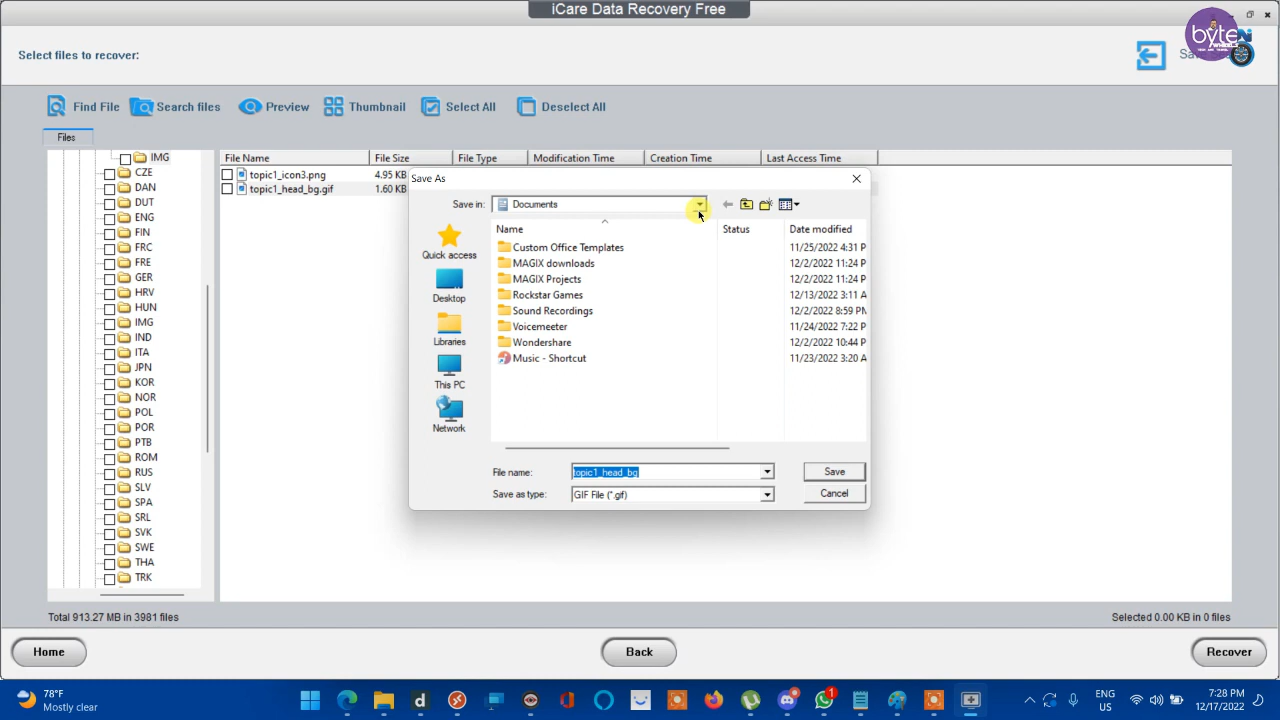 iCare Data Recovery Free
Select files to recover:
byte
Find File Search files Preview Thumbnail Select All Deselect All
Files
IMG
CZE
DAN
DUT
ENG
FIN
FRC
FRE
GER
HRV
HUN
IMG
IND
ITA
JPN
KOR
NOR
POL
POR
PTB
ROM
RUS
SLV
SPA
SRL
SVK
SWE
THA
TRK
File Name File Size File Type Modification Time Creation Time Last Access Time
topic1_icon3.png 4.95 KB
topic1_head_bg.gif 1.60 KB
Save As
Save in: Documents
Quick access
Desktop
Libraries
This PC
Network
Name Status Date modified
Custom Office Templates 11/25/2022 4:31 P
MAGIX downloads 12/2/2022 11:24 P
MAGIX Projects 12/2/2022 11:24 P
Rockstar Games 12/13/2022 3:11 A
Sound Recordings 12/2/2022 8:59 PM
Voicemeeter 11/24/2022 7:22 P
Wondershare 12/2/2022 10:44 P
Music - Shortcut 11/23/2022 3:20 A
File name: topic1_head_bg Save
Save as type: GIF File (*.gif) Cancel
Total 913.27 MB in 3981 files Selected 0.00 KB in 0 files
Home Back Recover
78°F
Mostly clear
1
ENG
US
7:28 PM
12/17/2022